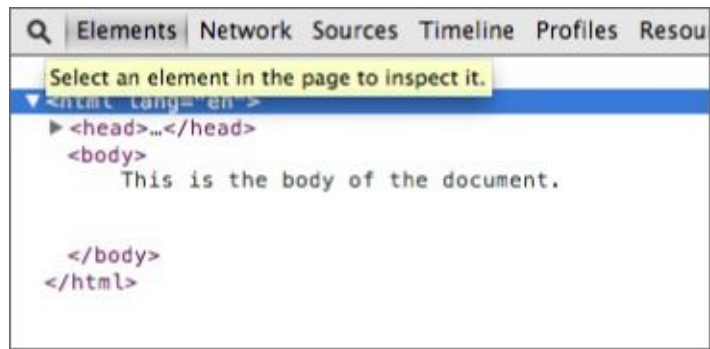 Elements Network Sources Timeline Profiles Resou
Select an element in the page to inspect it.
<html lang="en">
<head>…</head>
<body>
This is the body of the document.
</body>
</html>